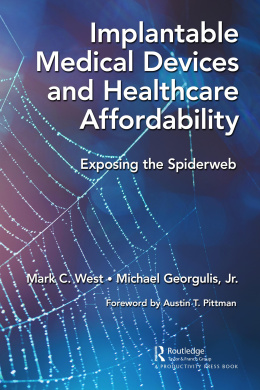 Implantable
Medical Devices
and Healthcare
Affordability
Exposing the Spiderweb
Mark C. West • Michael Georgulis, Jr.
Foreword by Austin T. Pittman
R Routledge
Taylor & Francis Group
A PRODUCTIVITY PRESS BOOK